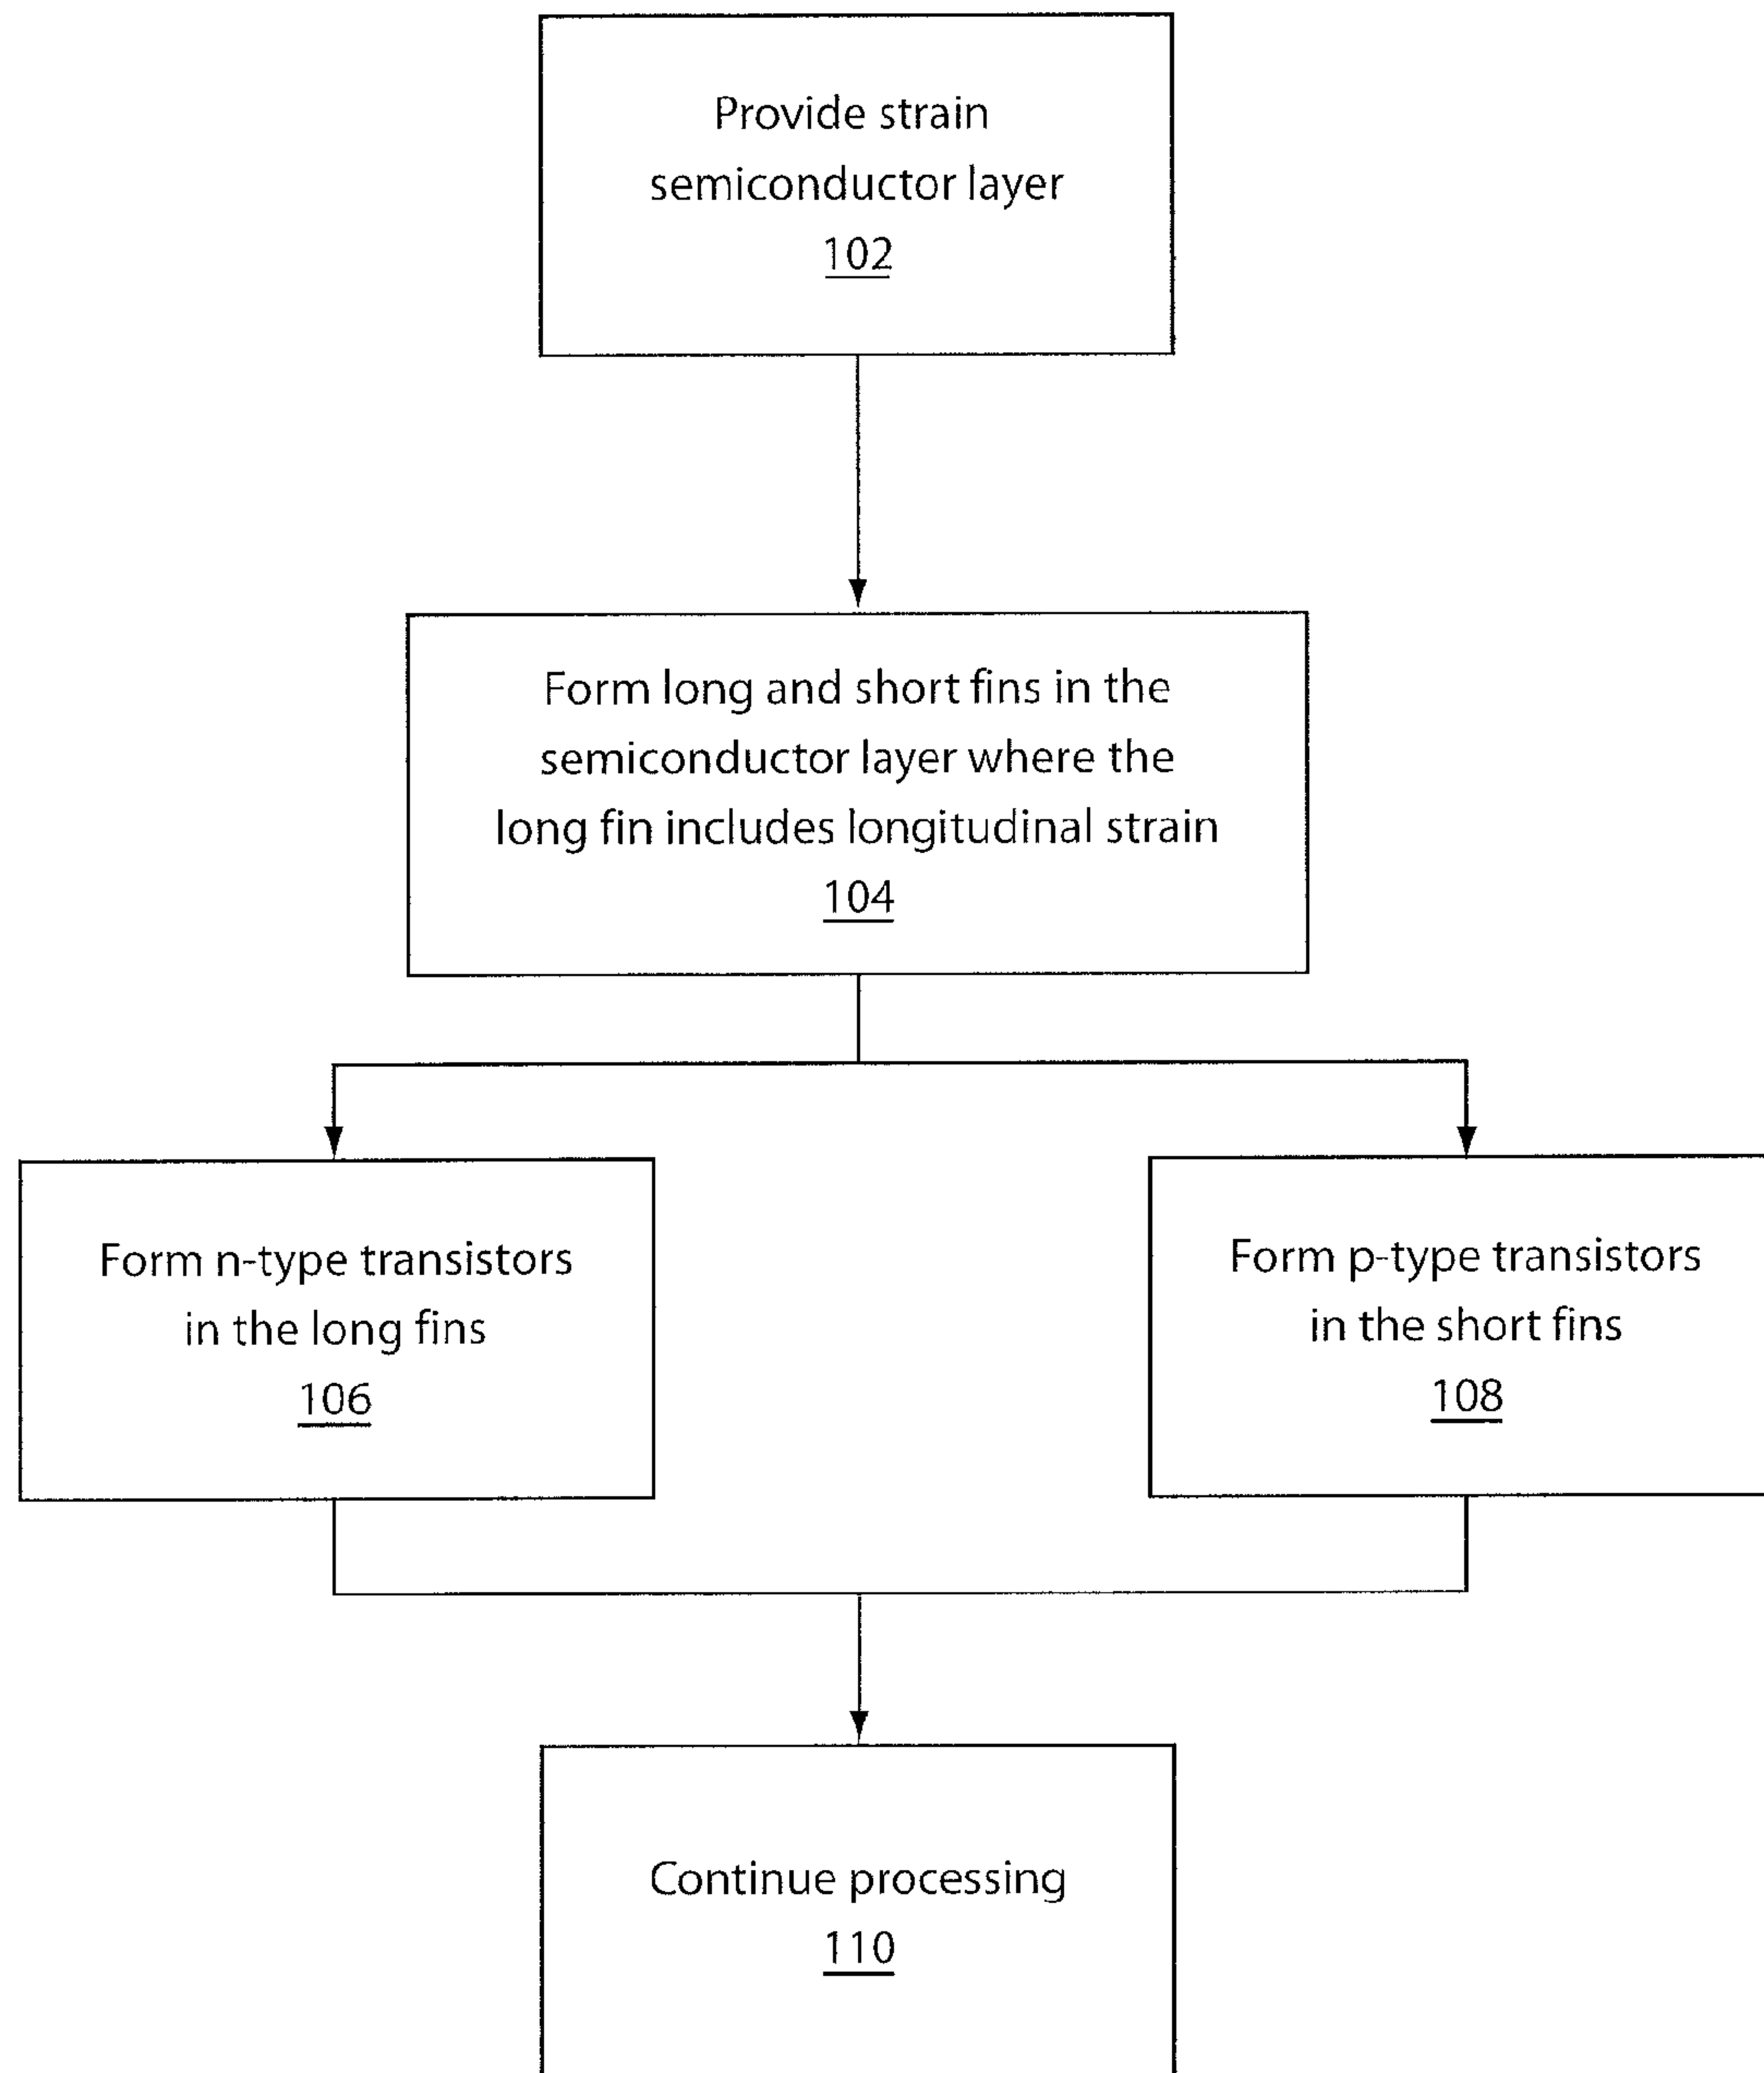 Provide strain
semiconductor layer
102
Form long and short fins in the
semiconductor layer where the
long fin includes longitudinal strain
104
Form n-type transistors
in the long fins
106
Form p-type transistors
in the short fins
108
Continue processing
110